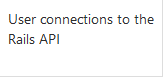 User connections to the
Rails API